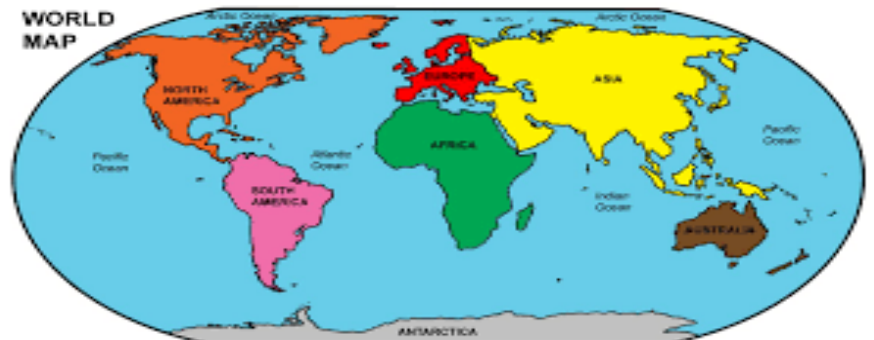 WORLD
MAP
Arctic Ocean
Arctic Ocean
NORTH
AMERICA
EUROPE
ASIA
Pacific
Ocean
Atlantic
Ocean
AFRICA
Pacific
Ocean
SOUTH
AMERICA
Indian
Ocean
AUSTRALIA
ANTARCTICA